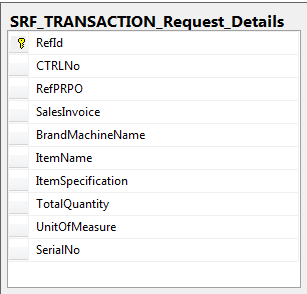 SRF_TRANSACTION_Request_Details
RefId
CTRLNo
RefPRPO
SalesInvoice
BrandMachineName
ItemName
ItemSpecification
TotalQuantity
UnitOfMeasure
SerialNo